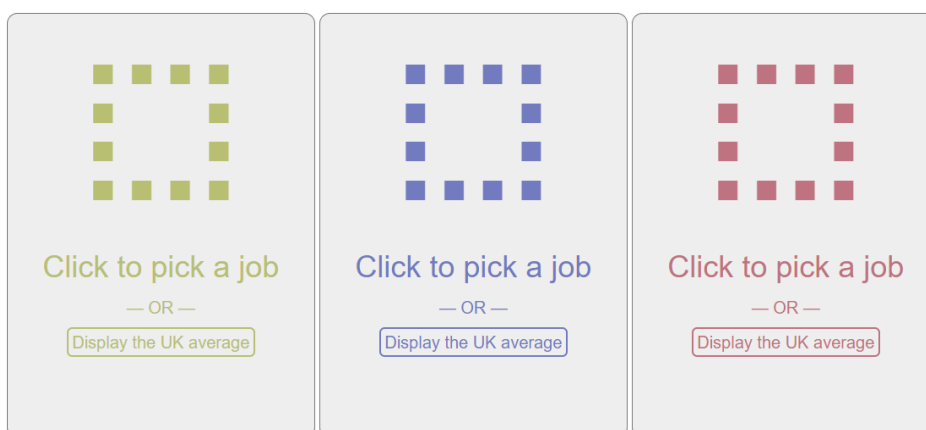 Click to pick a job
— OR —
Display the UK average
Click to pick a job
— OR —
Display the UK average
Click to pick a job
— OR —
Display the UK average